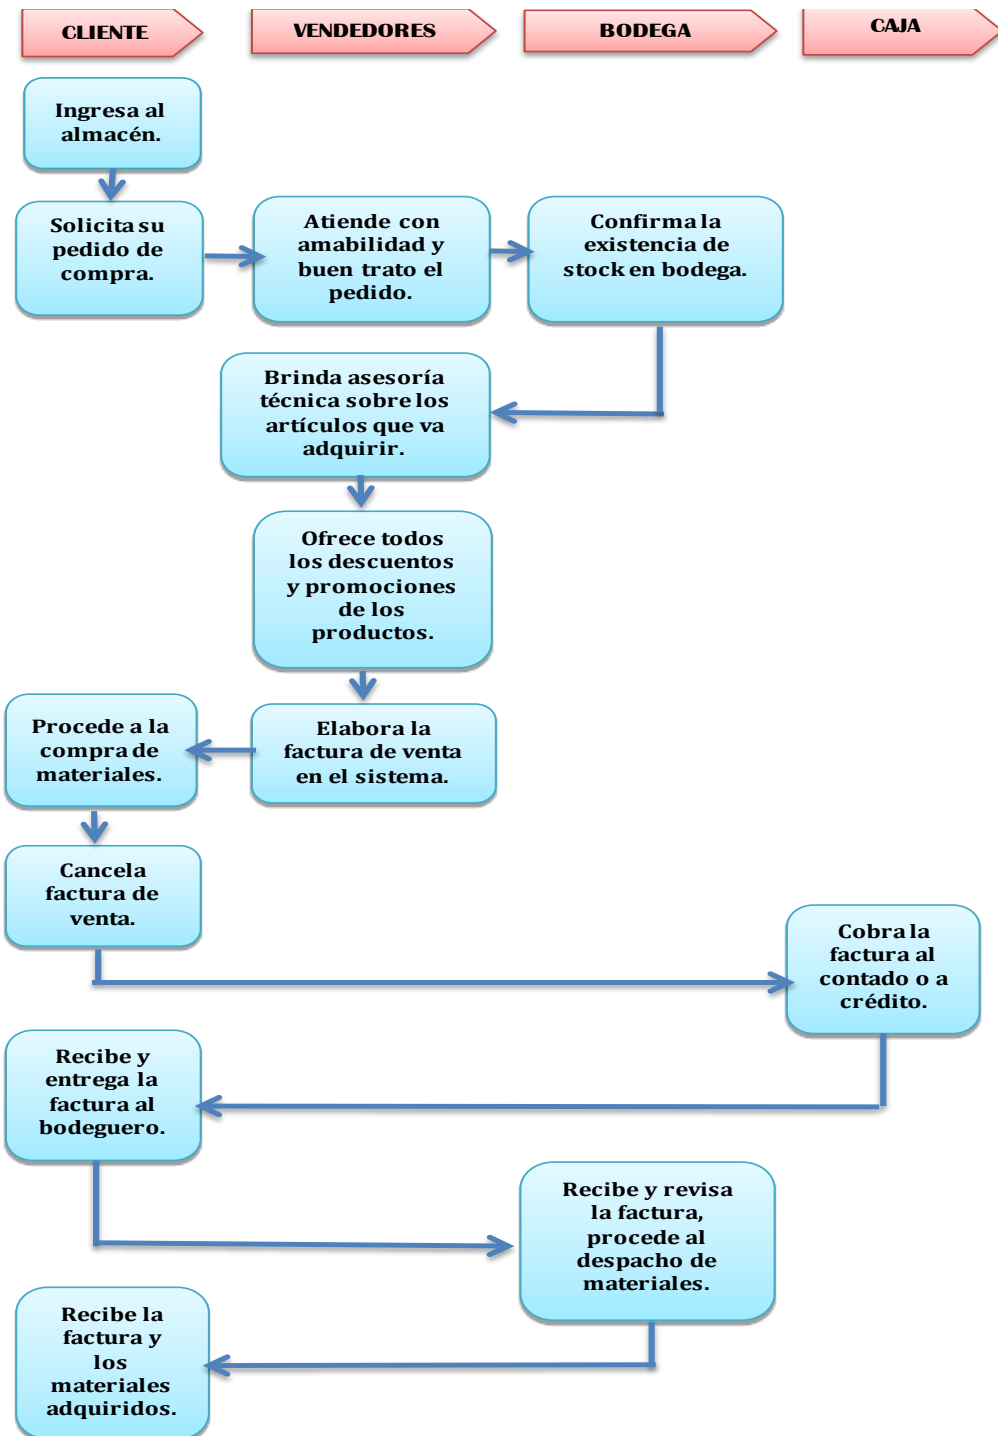 CLIENTE
VENDEDORES
BODEGA
CAJA
Ingresa al
almacén.
Solicita su
pedido de
compra.
Atiende con
amabilidad y
buen trato el
pedido.
Confirma la
existencia de
stock en bodega.
Brinda asesoría
técnica sobre los
artículos que va
adquirir.
Ofrece todos
los descuentos
y promociones
de los
productos.
Elabora la
factura de venta
en el sistema.
Procede a la
compra de
materiales.
Cancela
factura de
venta.
Cobra la
factura al
contado o a
crédito.
Recibe y
entrega la
factura al
bodeguero.
Recibe y revisa
la factura,
procede al
despacho de
materiales.
Recibe la
factura y
los
materiales
adquiridos.